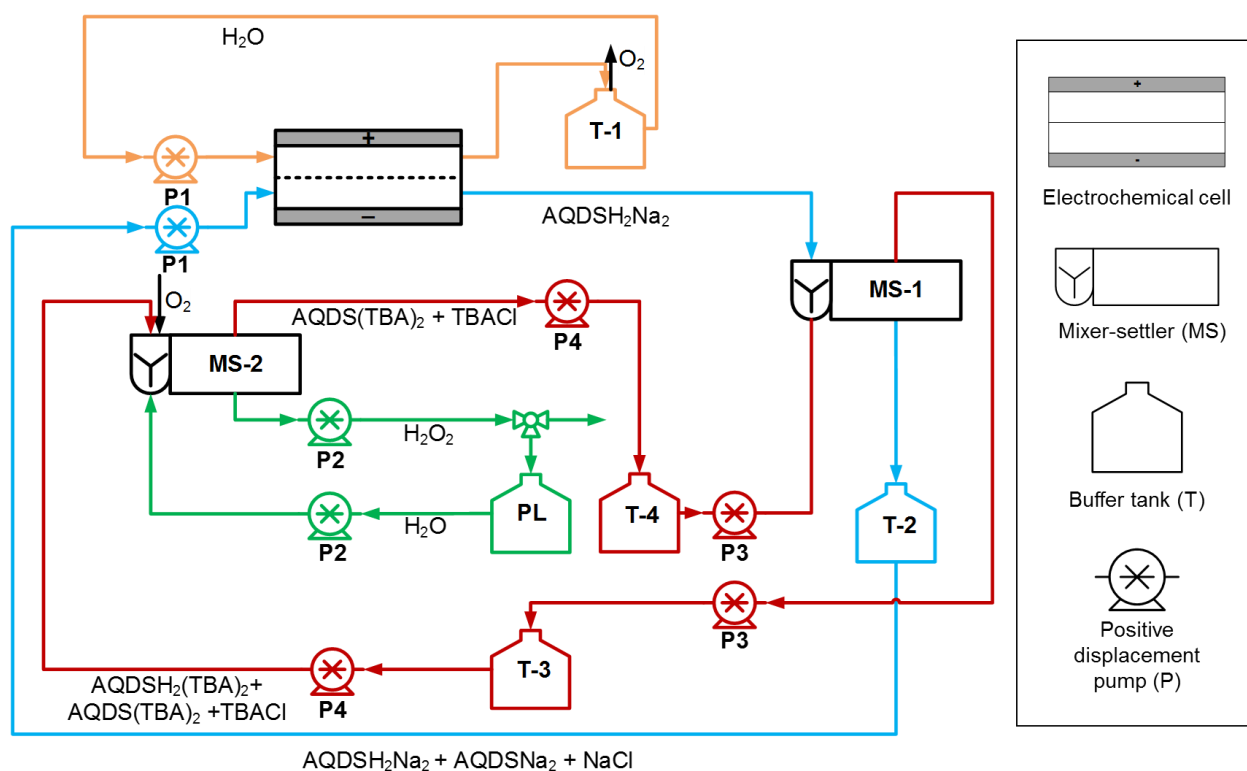 H₂O
O₂
T-1
+
P1
–
AQDSH₂Na₂
P1
O₂
MS-1
AQDS(TBA)₂ + TBACl
P4
MS-2
H₂O₂
P2
PL
T-4
T-2
H₂O
P2
P3
P3
T-3
AQDSH₂(TBA)₂+
AQDS(TBA)₂ +TBACl
P4
AQDSH₂Na₂ + AQDSNa₂ + NaCl
+
-
Electrochemical cell
Mixer-settler (MS)
Buffer tank (T)
Positive
displacement
pump (P)